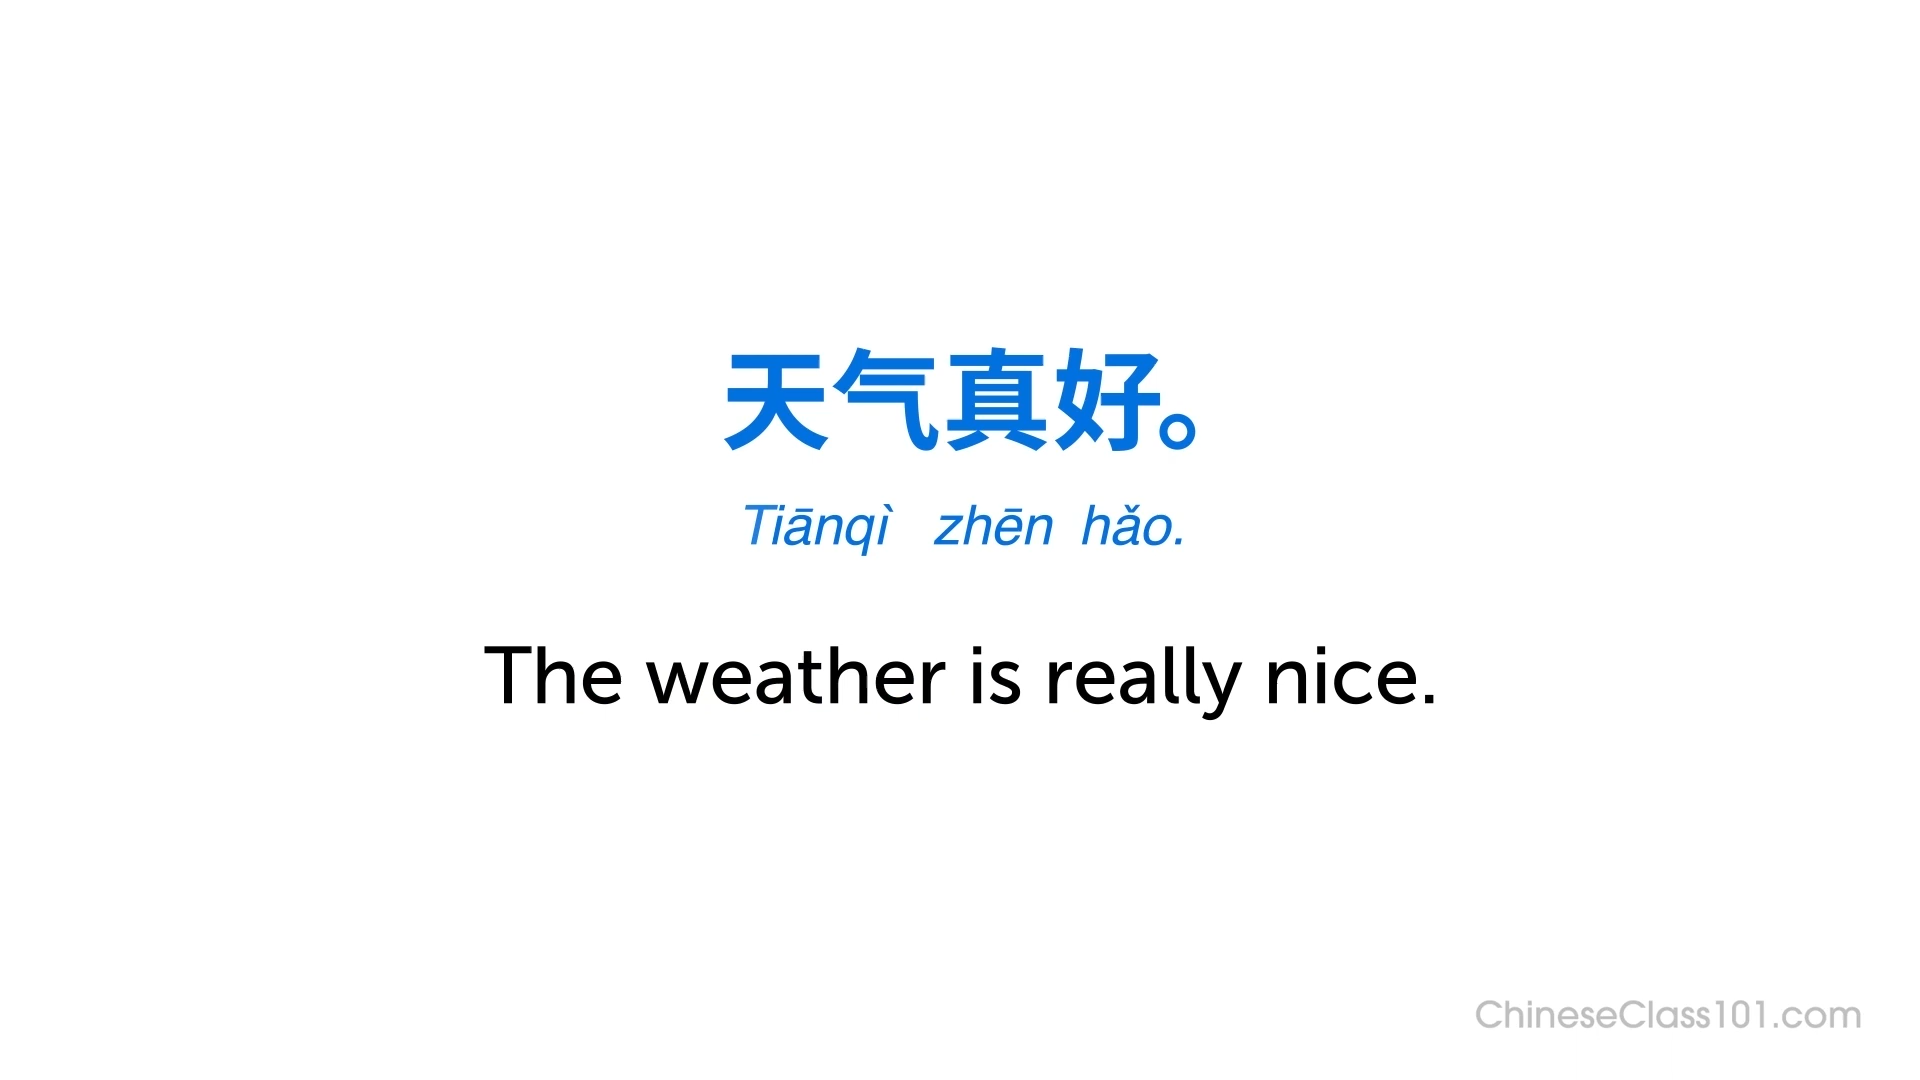 天气真好。
Tiānqì zhēn hǎo.
The weather is really nice.
ChineseClass101.com